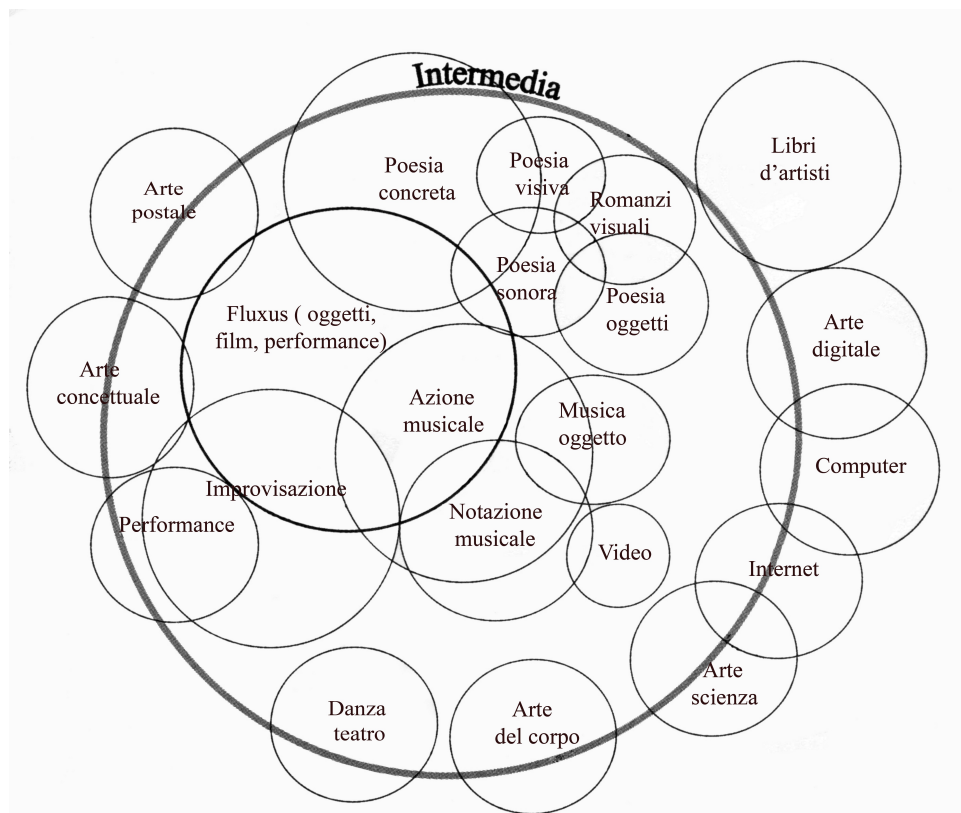 Intermedia
Poesia
concreta
Poesia
visiva
Romanzi
visuali
Libri
d’artisti
Arte
postale
Poesia
sonora
Poesia
oggetti
Fluxus ( oggetti,
film, performance)
Arte
digitale
Arte
concettuale
Azione
musicale
Musica
oggetto
Computer
Improvisazione
Performance
Notazione
musicale
Video
Internet
Arte
scienza
Danza
teatro
Arte
del corpo